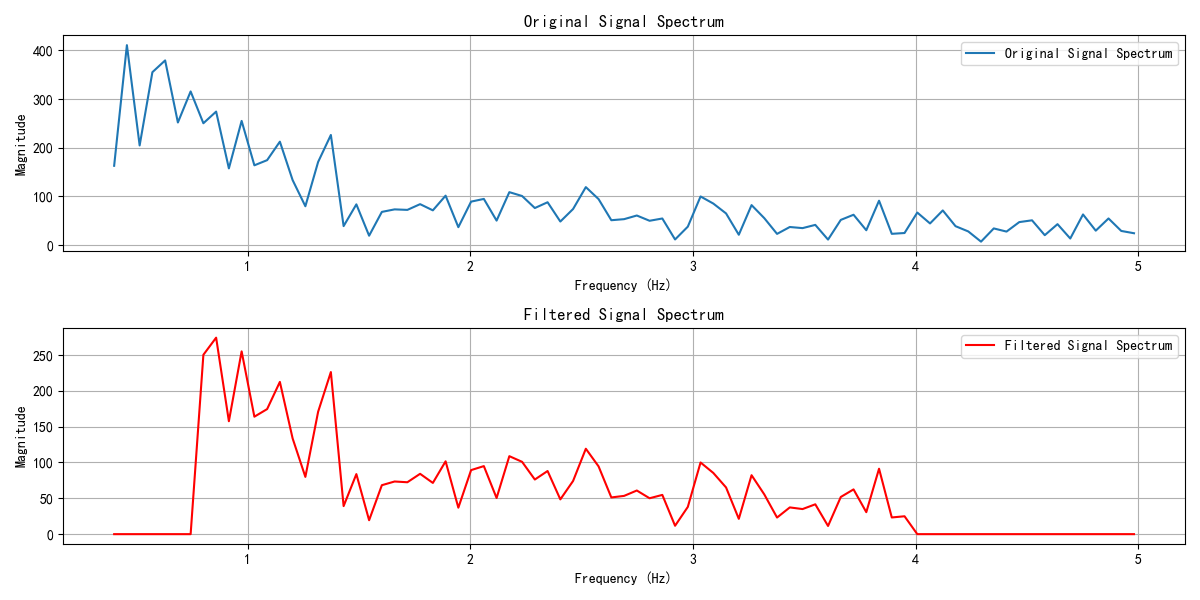 Original Signal Spectrum
Original Signal Spectrum
Magnitude
400
300
200
100
0
1
2
3
4
5
Frequency (Hz)
Filtered Signal Spectrum
Filtered Signal Spectrum
Magnitude
250
200
150
100
50
0
1
2
3
4
5
Frequency (Hz)